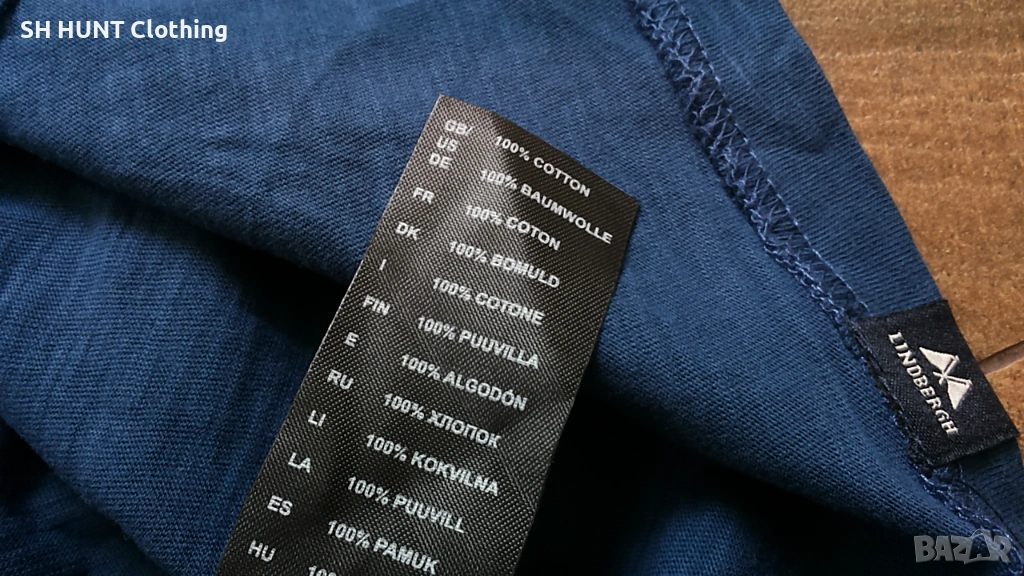 SH HUNT Clothing
GB/
US 100% COTTON
DE 100% BAUMWOLLE
FR 100% COTON
DK 100% BOMULD
I 100% COTONE
FIN 100% PUUVILLA
E 100% ALGODÓN
RU 100% ХЛОПОК
LI 100% KOKVILNA
LA 100% PUUVILL
ES 100% PAMUK
HU
LINDBERGH
BAZAR